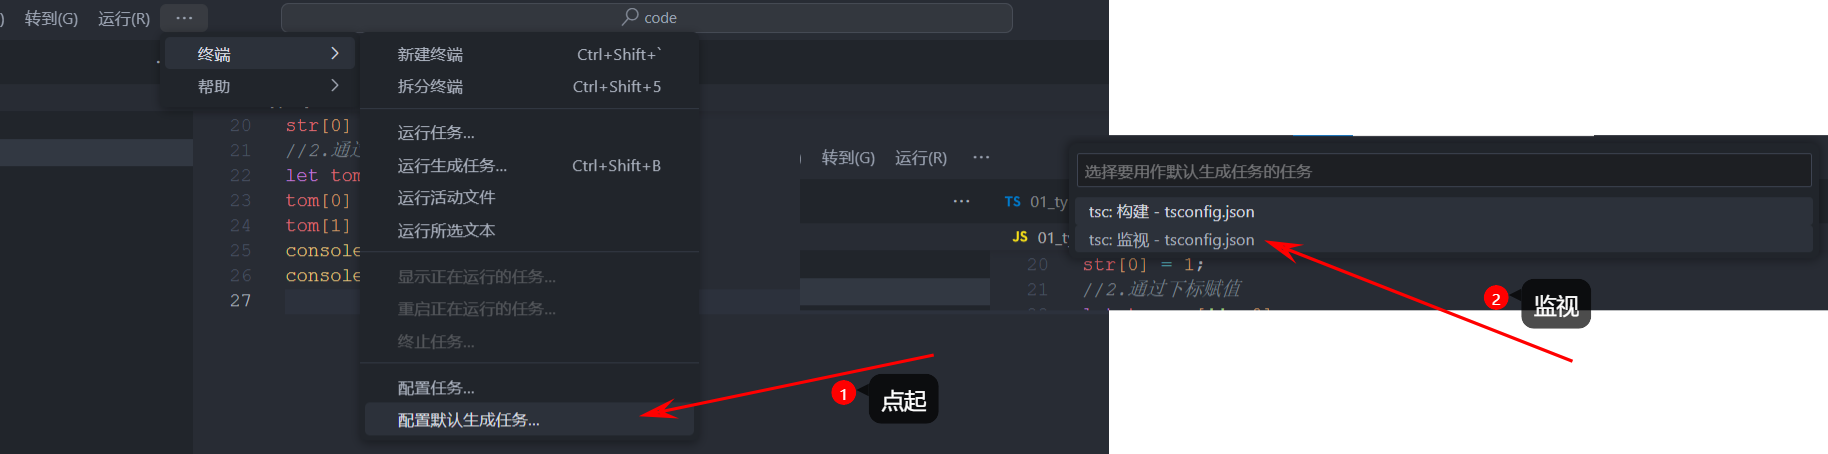 ) 转到(G) 运行(R) ···
code
终端
帮助
新建终端 Ctrl+Shift+`
拆分终端 Ctrl+Shift+5
运行任务...
运行生成任务... Ctrl+Shift+B
运行活动文件
运行所选文本
显示正在运行的任务...
重启正在运行的任务...
终止任务...
配置任务...
配置默认生成任务...
20 str[0]
21 //2.通过
22 let tom
23 tom[0]
24 tom[1]
25 console
26 console
27
1 点起
转到(G) 运行(R) ···
···
TS 01_ty
JS 01_ty
选择要用作默认生成任务的任务
tsc: 构建 - tsconfig.json
tsc: 监视 - tsconfig.json
20 str[0] = 1;
21 //2.通过下标赋值
2 监视